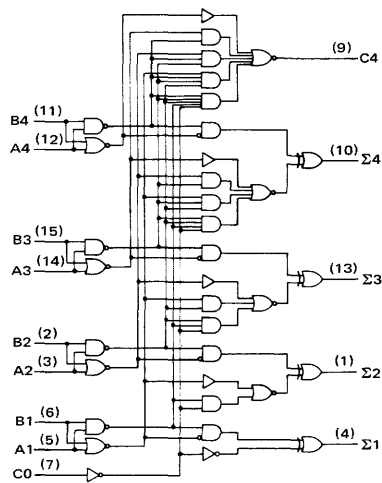 (9)
C4
B4 (11)
A4 (12)
(10)
Σ4
B3 (15)
A3 (14)
(13)
Σ3
B2 (2)
A2 (3)
(1)
Σ2
B1 (6)
A1 (5)
(4)
Σ1
C0 (7)